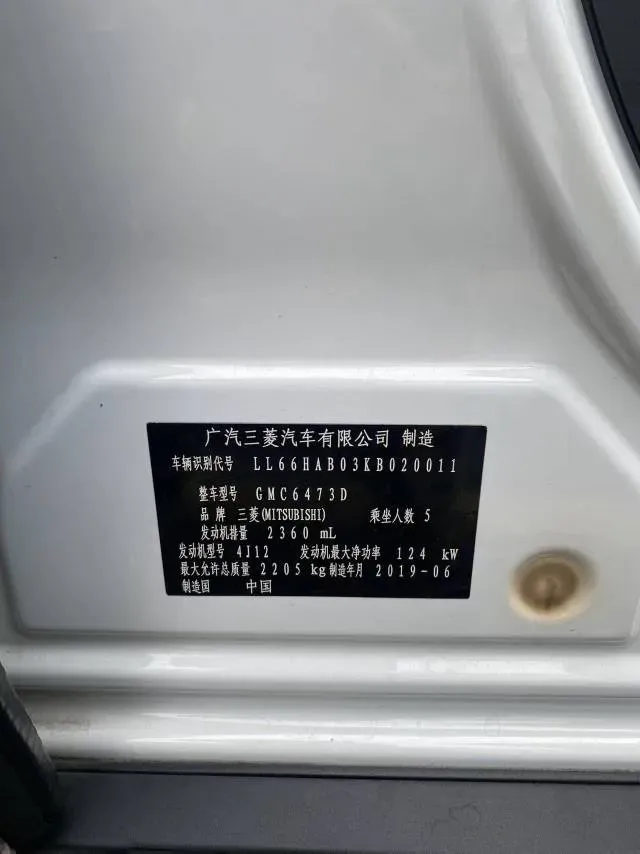 广汽三菱汽车有限公司 制造
车辆识别代号 LL66HAB03KB020011
整车型号 GMC6473D
品 牌 三菱(MITSUBISHI) 乘坐人数 5
发动机排量 2360 mL
发动机型号 4J12 发动机最大净功率 124 kW
最大允许总质量 2205 kg 制造年月 2019-06
制造国 中国